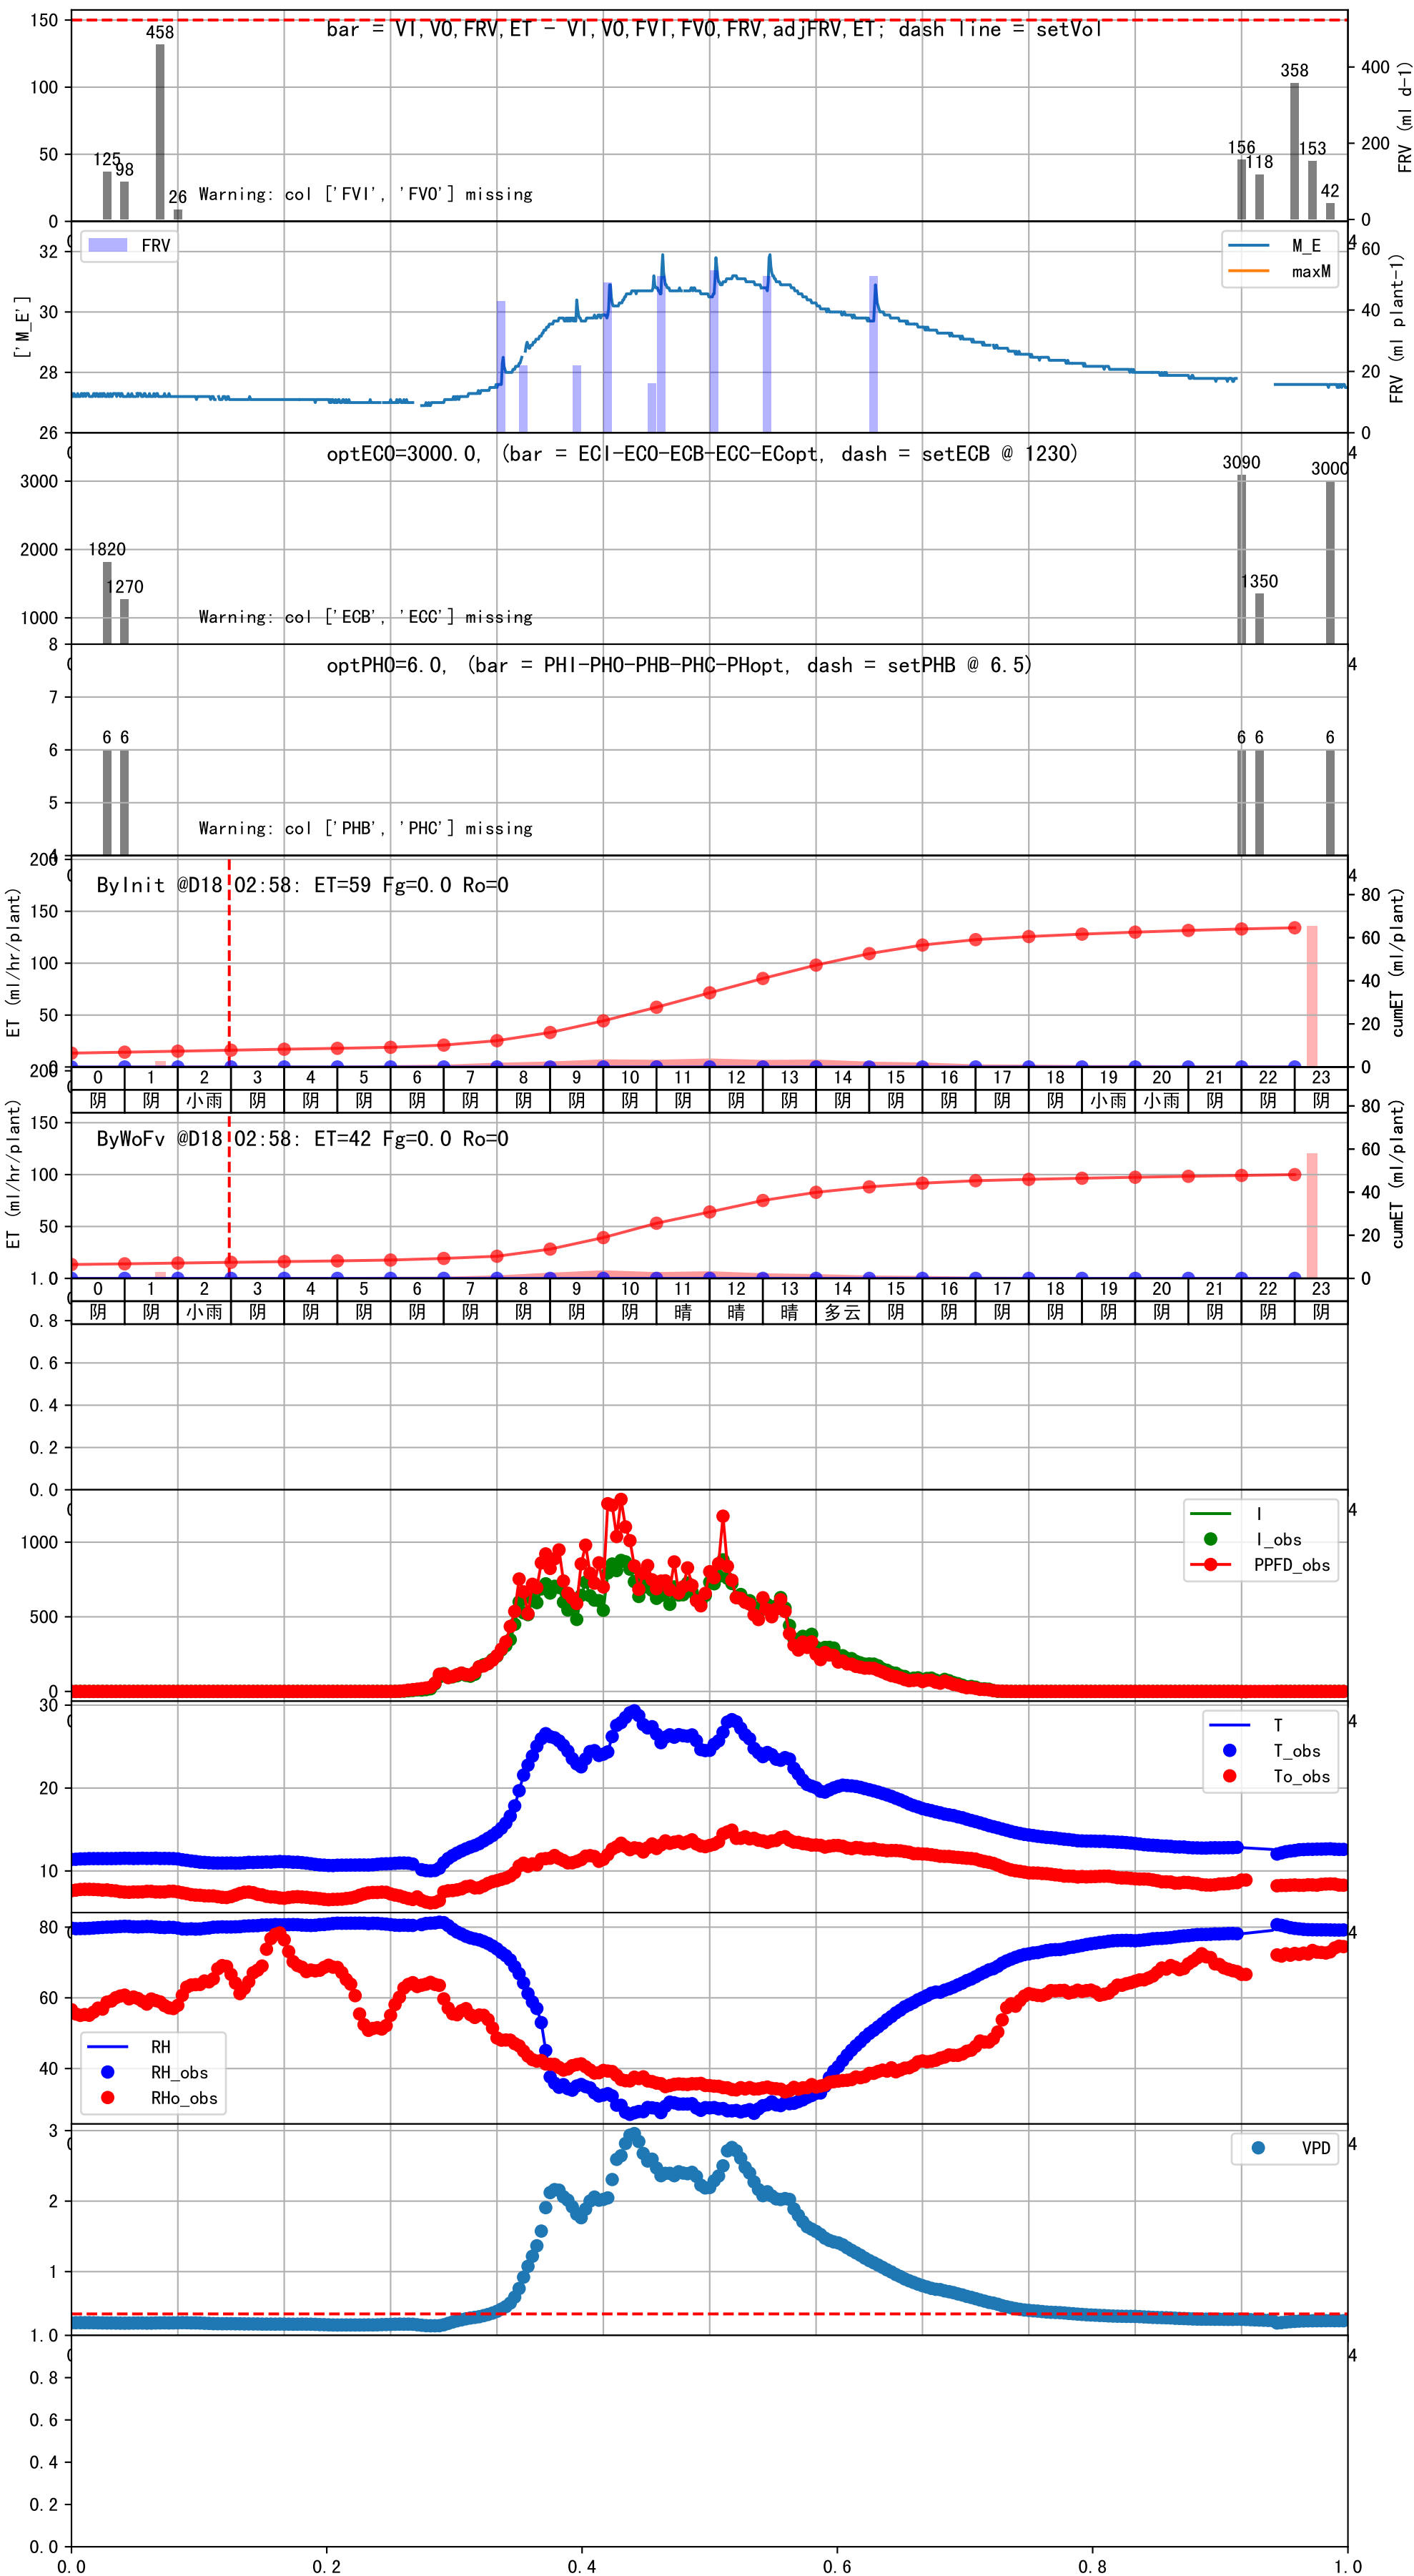 bar = VI,VO,FRV,ET - VI,VO,FVI,FVO,FRV,adjFRV,ET; dash line = setVol
150
100
50
0
458
125
98
26
156
118
358
153
42
400
200
0
FRV (ml d-1)
Warning: col ['FVI', 'FVO'] missing
FRV
M_E
maxM
32
30
28
26
['M_E']
60
40
20
0
FRV (ml plant-1)
optECO=3000.0, (bar = ECI-ECO-ECB-ECC-ECopt, dash = setECB @ 1230)
3000
2000
1000
1820
1270
3090
1350
3000
Warning: col ['ECB', 'ECC'] missing
optPHO=6.0, (bar = PHI-PHO-PHB-PHC-PHopt, dash = setPHB @ 6.5)
8
7
6
5
4
6 6 6 6 6
Warning: col ['PHB', 'PHC'] missing
ByInit @D18 02:58: ET=59 Fg=0.0 Ro=0
200
150
100
50
0
ET (ml/hr/plant)
80
60
40
20
0
cumET (ml/plant)
0 1 2 3 4 5 6 7 8 9 10 11 12 13 14 15 16 17 18 19 20 21 22 23
阴 阴 小雨 阴 阴 阴 阴 阴 阴 阴 阴 阴 阴 阴 阴 阴 阴 阴 阴 小雨 小雨 阴 阴 阴
ByWoFv @D18 02:58: ET=42 Fg=0.0 Ro=0
200
150
100
50
ET (ml/hr/plant)
80
60
40
20
0
cumET (ml/plant)
0 1 2 3 4 5 6 7 8 9 10 11 12 13 14 15 16 17 18 19 20 21 22 23
阴 阴 小雨 阴 阴 阴 阴 阴 阴 阴 阴 晴 晴 晴 多云 阴 阴 阴 阴 阴 阴 阴 阴 阴
1.0
0.8
0.6
0.4
0.2
0.0
I
I_obs
PPFD_obs
1000
500
0
T
T_obs
To_obs
30
20
10
80
60
40
RH
RH_obs
RHo_obs
VPD
3
2
1
1.0
0.8
0.6
0.4
0.2
0.0
0.0 0.2 0.4 0.6 0.8 1.0